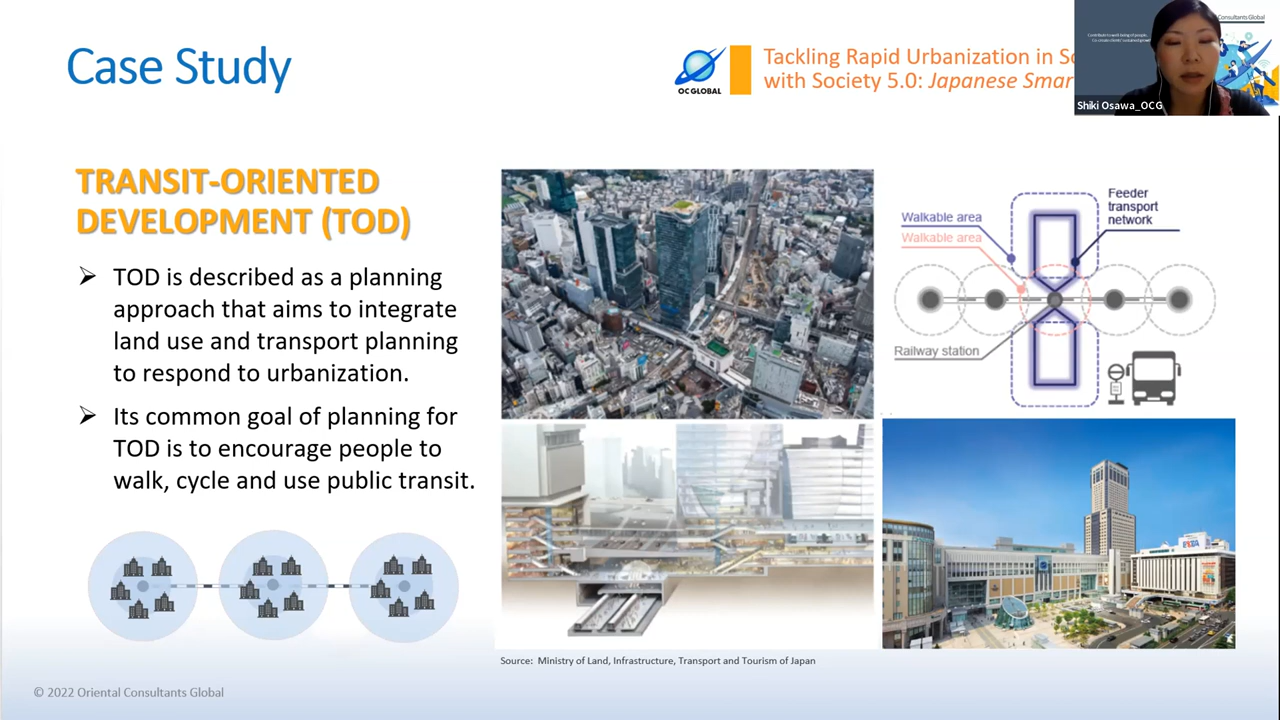 Case Study
OC GLOBAL
Tackling Rapid Urbanization in
with Society 5.0: Japanese
Consultants Global
Shiki Osawa_OCG
TRANSIT-ORIENTED
DEVELOPMENT (TOD)
➢ TOD is described as a planning
approach that aims to integrate
land use and transport planning
to respond to urbanization.
➢ Its common goal of planning for
TOD is to encourage people to
walk, cycle and use public transit.
Walkable area
Walkable area
Feeder
transport
network
Railway station
Source: Ministry of Land, Infrastructure, Transport and Tourism of Japan
© 2022 Oriental Consultants Global